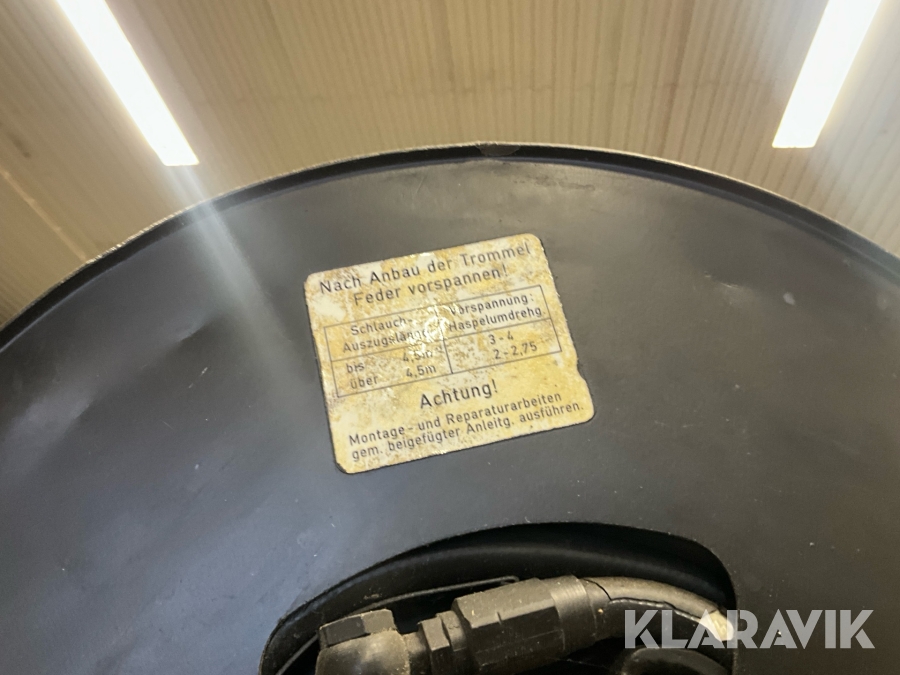 Nach Anbau der Trommel
Feder vorspannen!
Schlauch- Vorspannung:
Auszugslänge Haspelumdrehg.
bis 4,5m 3-4
über 4,5m 2-2,75
Achtung!
Montage- und Reparaturarbeiten
gem. beigefügter Anleitg. ausführen.
KLARAVIK